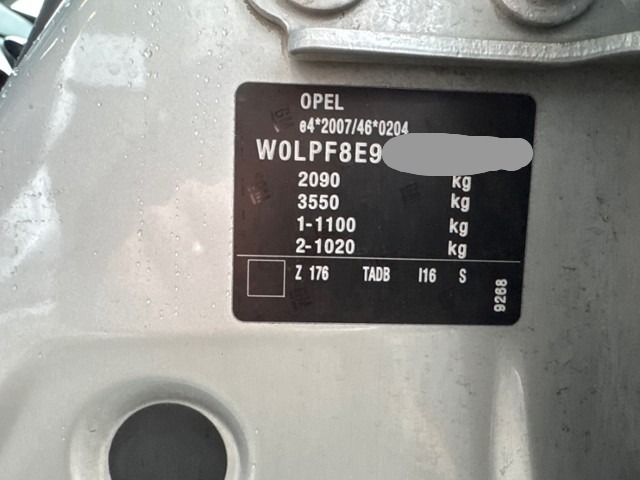 OPEL
e4*2007/46*0204
W0LPF8E9
2090 kg
3550 kg
1-1100 kg
2-1020 kg
Z 176 TADB I16 S
9268